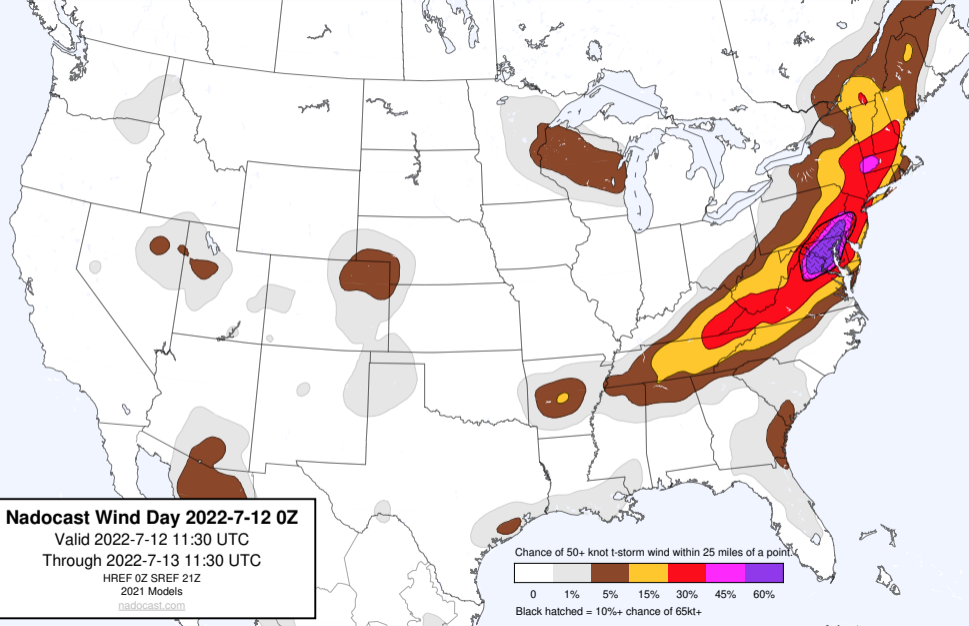 Nadocast Wind Day 2022-7-12 0Z
Valid 2022-7-12 11:30 UTC
Through 2022-7-13 11:30 UTC
HREF 0Z SREF 21Z
2021 Models
nadocast.com
Chance of 50+ knot t-storm wind within 25 miles of a point.
0 1% 5% 15% 30% 45% 60%
Black hatched = 10%+ chance of 65kt+